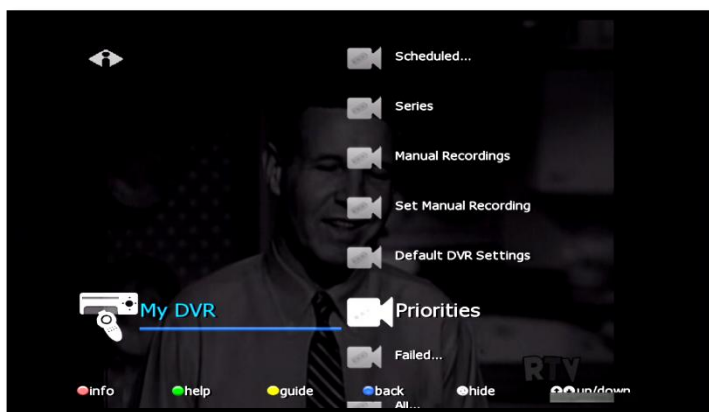 Scheduled...
Series
Manual Recordings
Set Manual Recording
Default DVR Settings
My DVR
Priorities
Failed...
RTV
info help guide back hide up/down
All...